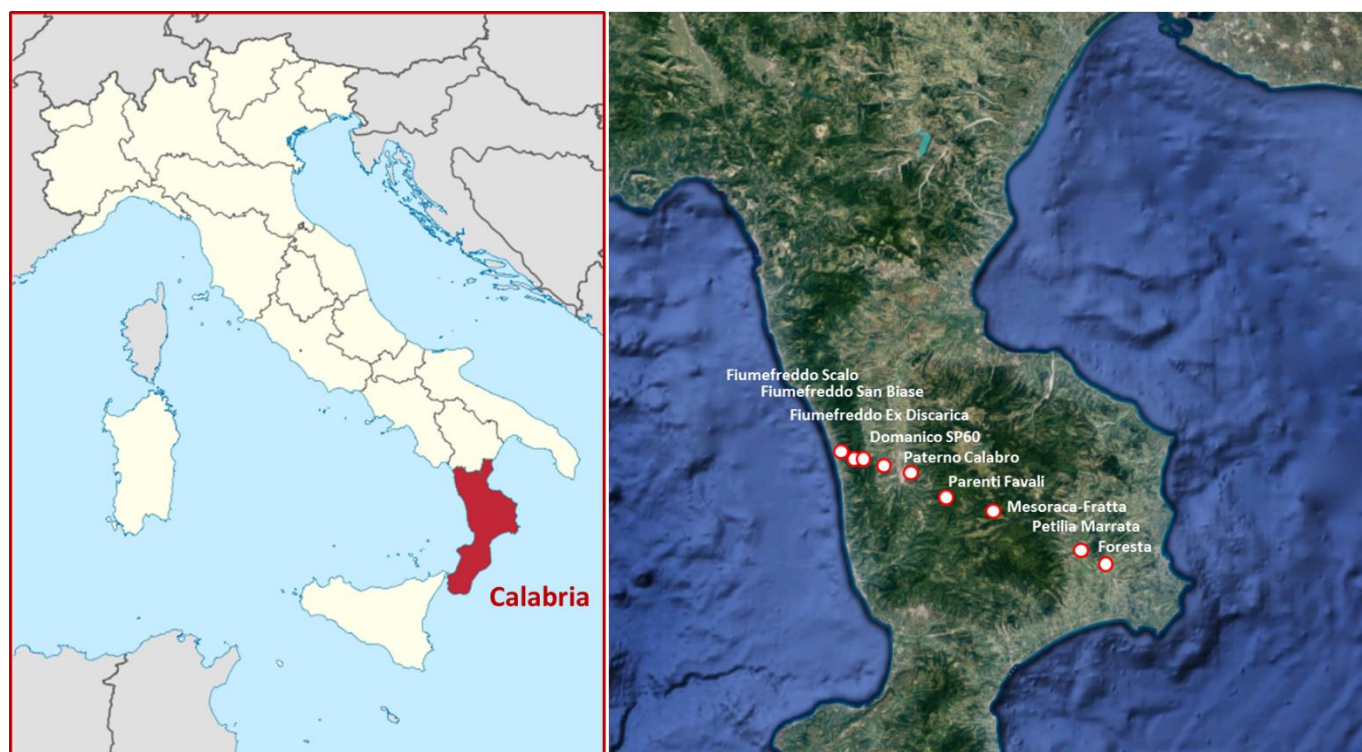 Calabria
Fiumefreddo Scalo
Fiumefreddo San Biase
Fiumefreddo Ex Discarica
Domanico SP60
Paterno Calabro
Parenti Favali
Mesoraca-Fratta
Petilia Marrata
Foresta